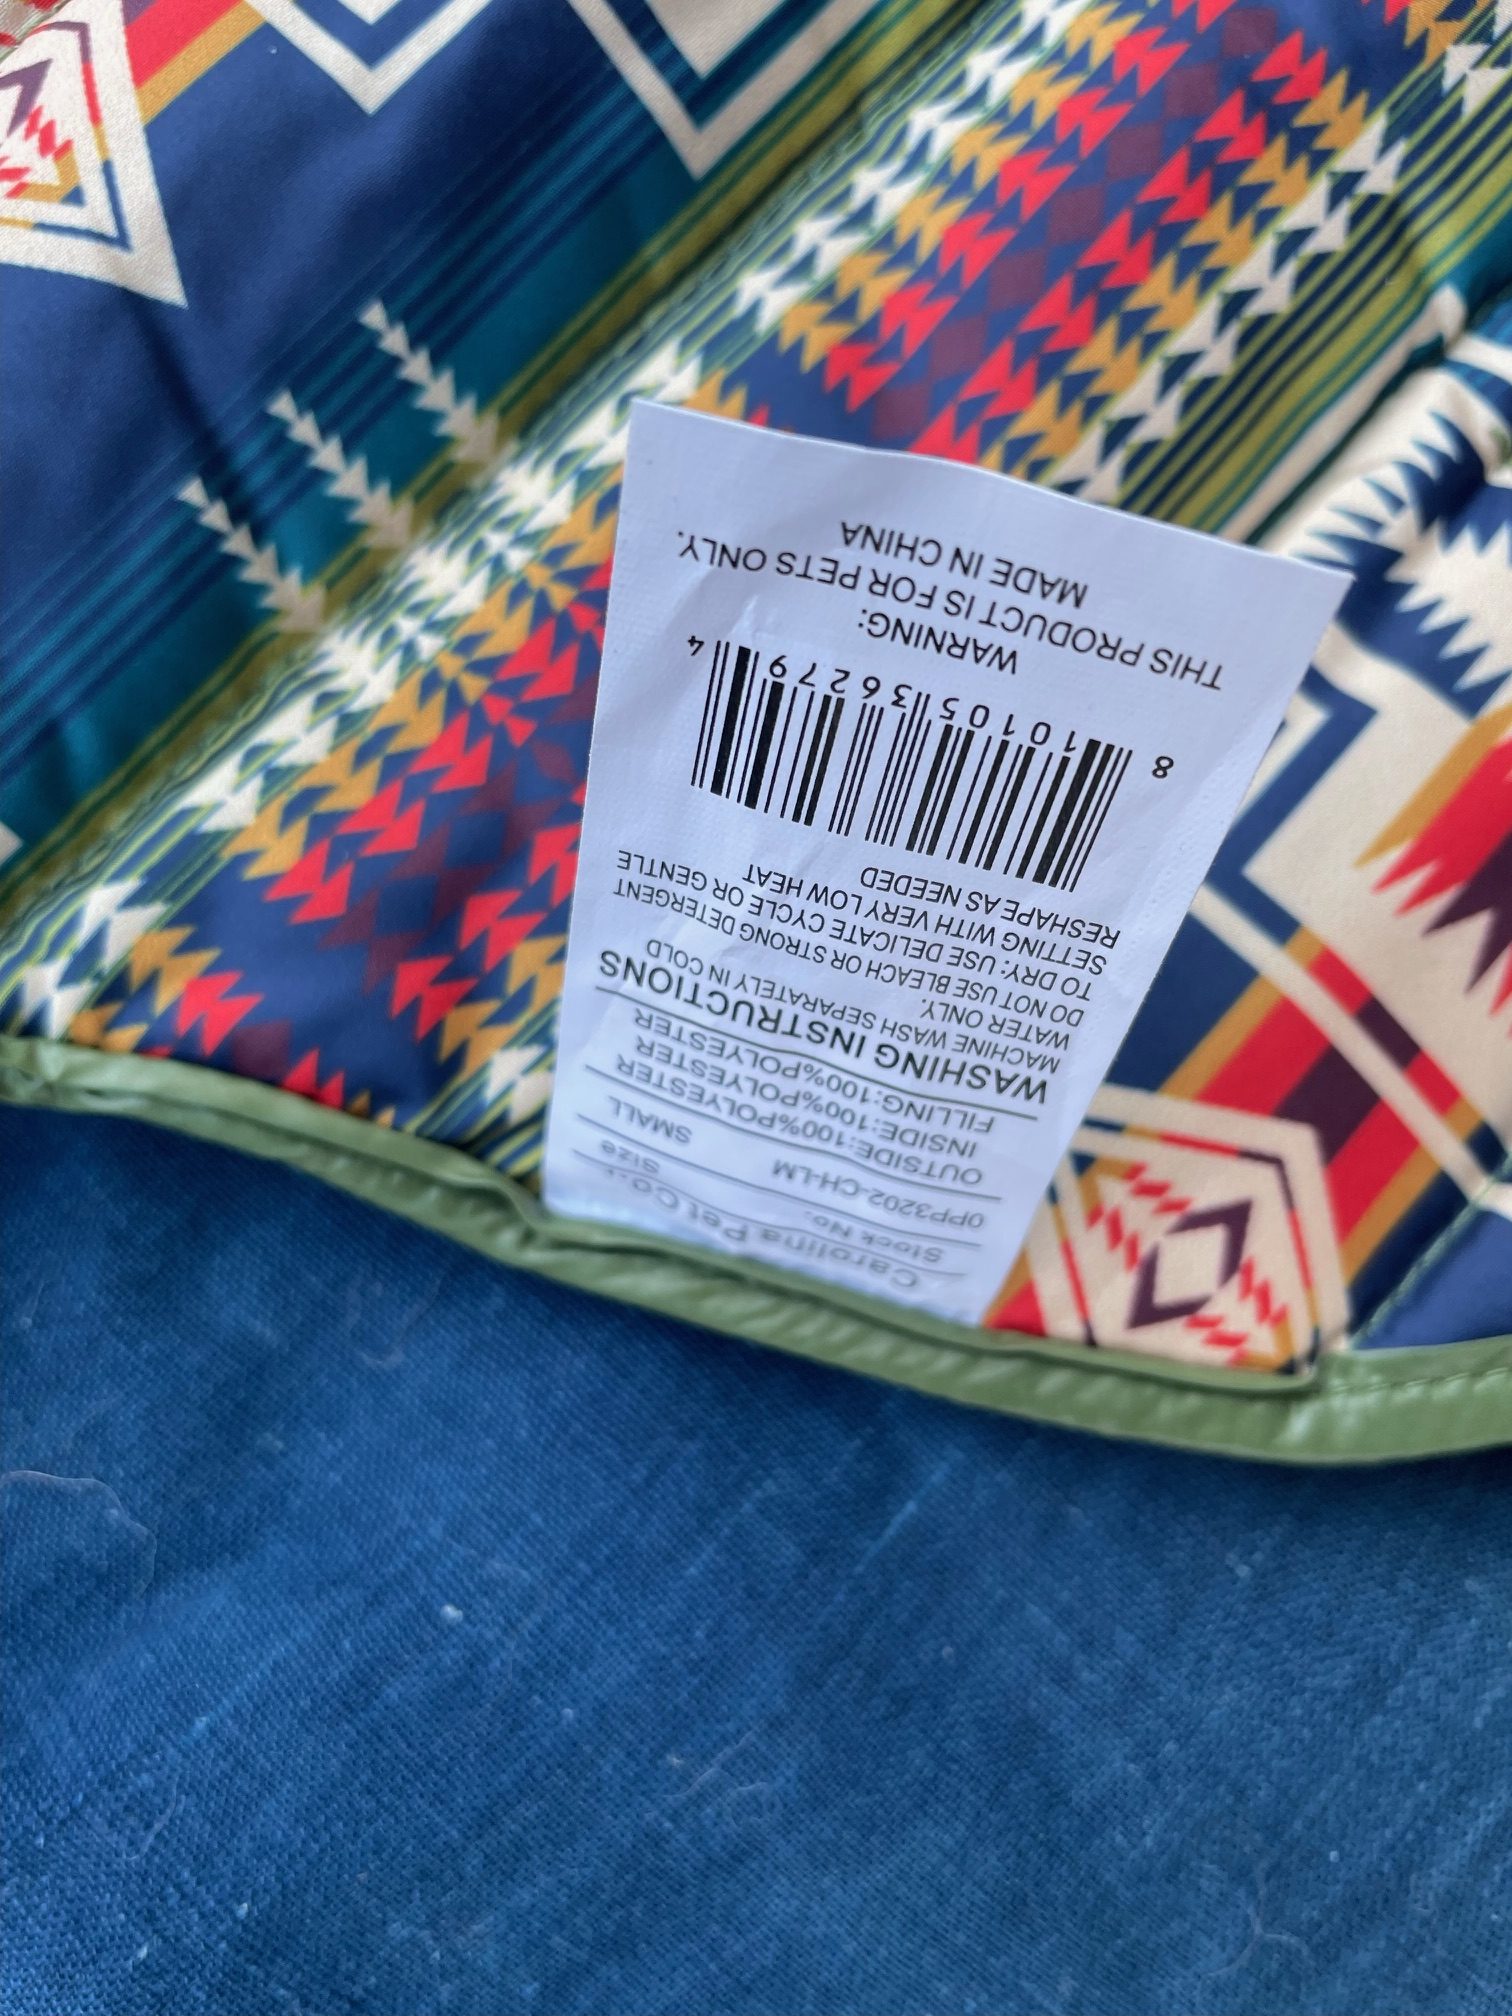 Carolina Pet Co.,
Stock No: Size
0PP3202-CH-LM SMALL
OUTSIDE:100%POLYESTER
INSIDE:100%POLYESTER
FILLING:100%POLYESTER
WASHING INSTRUCTIONS
MACHINE WASH SEPARATELY IN COLD
WATER ONLY.
DO NOT USE BLEACH OR STRONG DETERGENT
TO DRY: USE DELICATE CYCLE OR GENTLE
SETTING WITH VERY LOW HEAT
RESHAPE AS NEEDED
8 10105 36279 4
WARNING:
THIS PRODUCT IS FOR PETS ONLY.
MADE IN CHINA